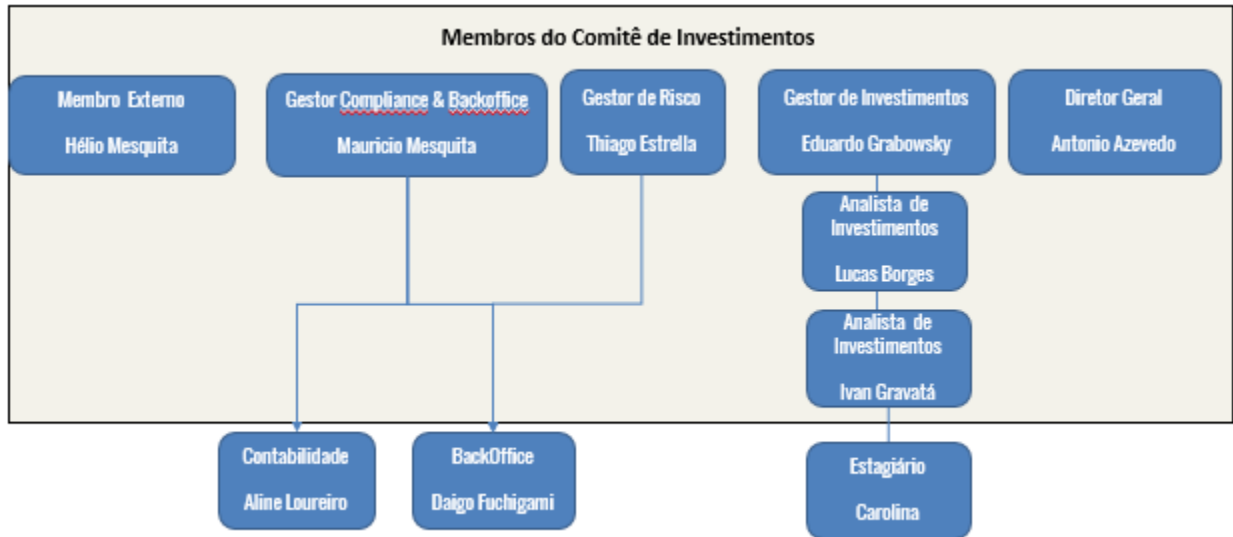 Membros do Comitê de Investimentos
Membro Externo
Hélio Mesquita
Gestor Compliance & Backoffice
Mauricio Mesquita
Gestor de Risco
Thiago Estrella
Gestor de Investimentos
Eduardo Grabowsky
Diretor Geral
Antonio Azevedo
Analista de
Investimentos
Lucas Borges
Analista de
Investimentos
Ivan Gravatá
Contabilidade
Aline Loureiro
BackOffice
Daigo Fuchigami
Estagiário
Carolina